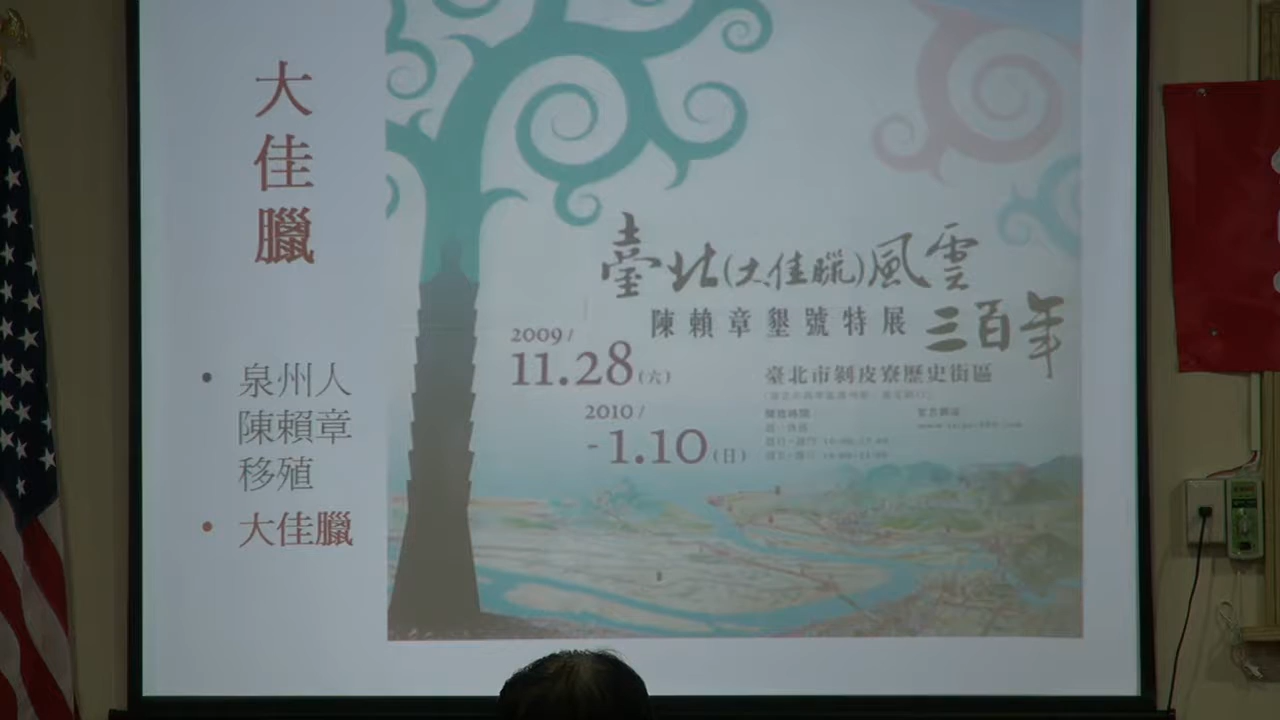 大佳臘
• 泉州人
陳賴章
移殖
• 大佳臘
臺北(大佳臘)風雲
三百年
陳賴章墾號特展
2009/
11.28(六)
2010/
-1.10(日)
臺北市剝皮寮歷史街區